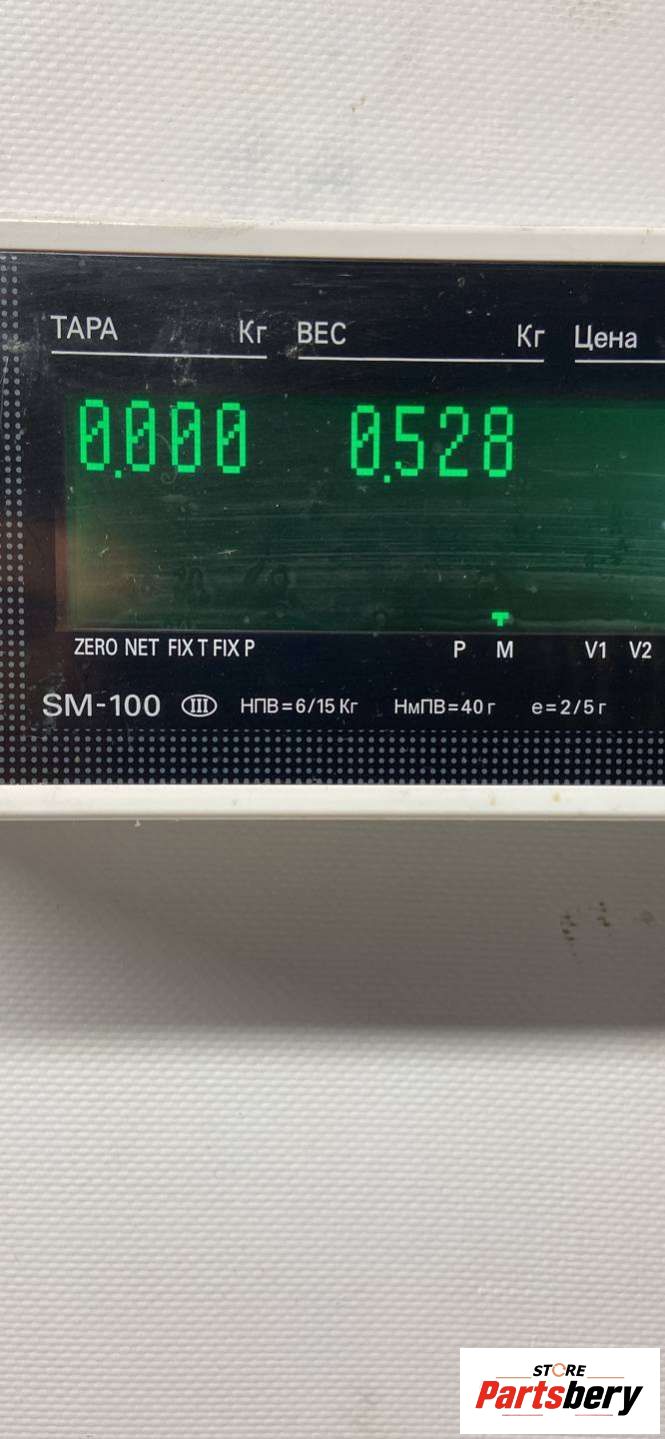 ТАРА Кг ВЕС Кг Цена
0.000 0.528
ZERO NET FIX T FIX P P M V1 V2
SM-100 III НПВ=6/15 Кг НмПВ=40 г e=2/5 г
STORE
Partsbery